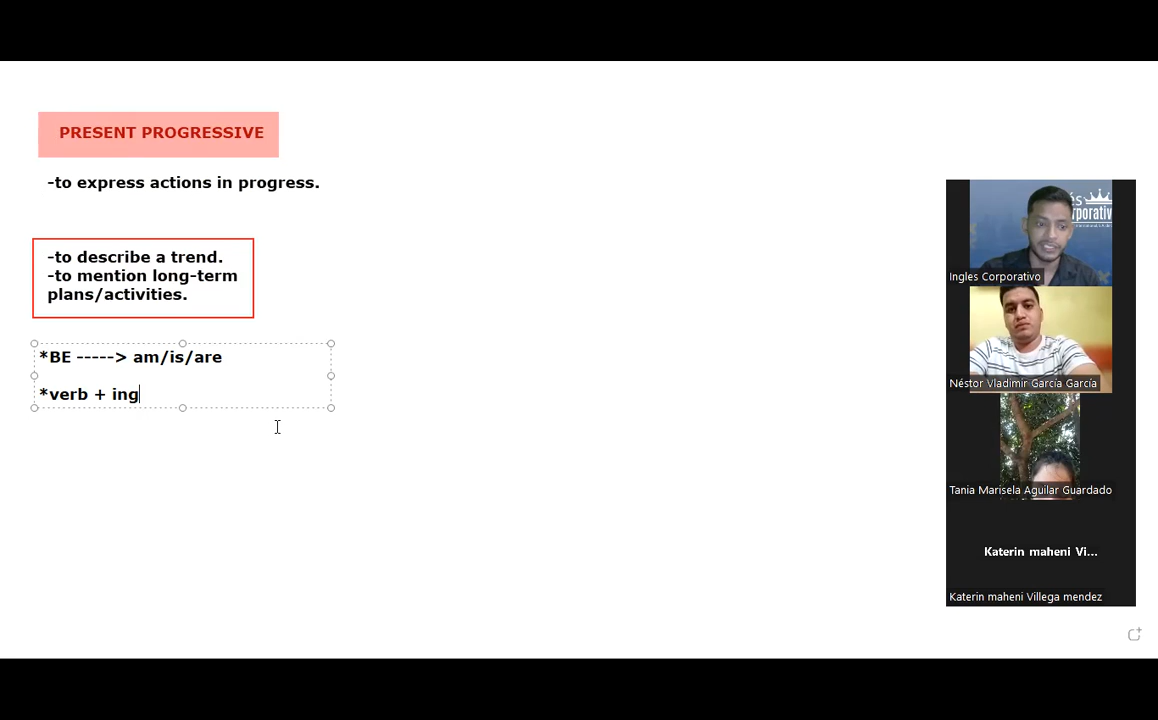 PRESENT PROGRESSIVE
-to express actions in progress.
-to describe a trend.
-to mention long-term
plans/activities.
*BE -----> am/is/are
*verb + ing
és
rporativ
Ingles Corporativo
Néstor Vladimir García García
Tania Marisela Aguilar Guardado
Katerin maheni Vi...
Katerin maheni Villega mendez